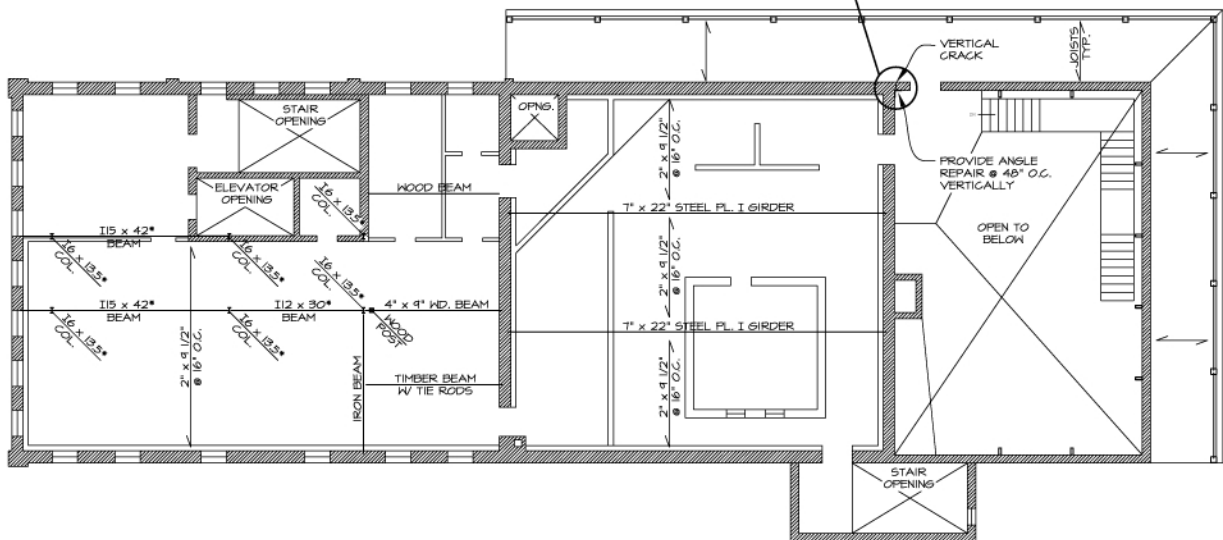 VERTICAL
CRACK
JOISTS
TYP.
STAIR
OPENING
OPNG.
2" x 9 1/2"
@ 16" O.C.
PROVIDE ANGLE
REPAIR @ 48" O.C.
VERTICALLY
ELEVATOR
OPENING
I6 x 13.5#
COL.
WOOD BEAM
7" x 22" STEEL PL. I GIRDER
OPEN TO
BELOW
I15 x 42#
BEAM
I6 x 13.5#
COL.
I6 x 13.5#
COL.
I6 x 13.5#
COL.
2" x 9 1/2"
@ 16" O.C.
I15 x 42#
BEAM
I12 x 30#
BEAM
4" x 9" WD. BEAM
I6 x 13.5#
COL.
I6 x 13.5#
COL.
WOOD
POST
7" x 22" STEEL PL. I GIRDER
2" x 9 1/2"
@ 16" O.C.
IRON BEAM
TIMBER BEAM
W/ TIE RODS
2" x 9 1/2"
@ 16" O.C.
STAIR
OPENING